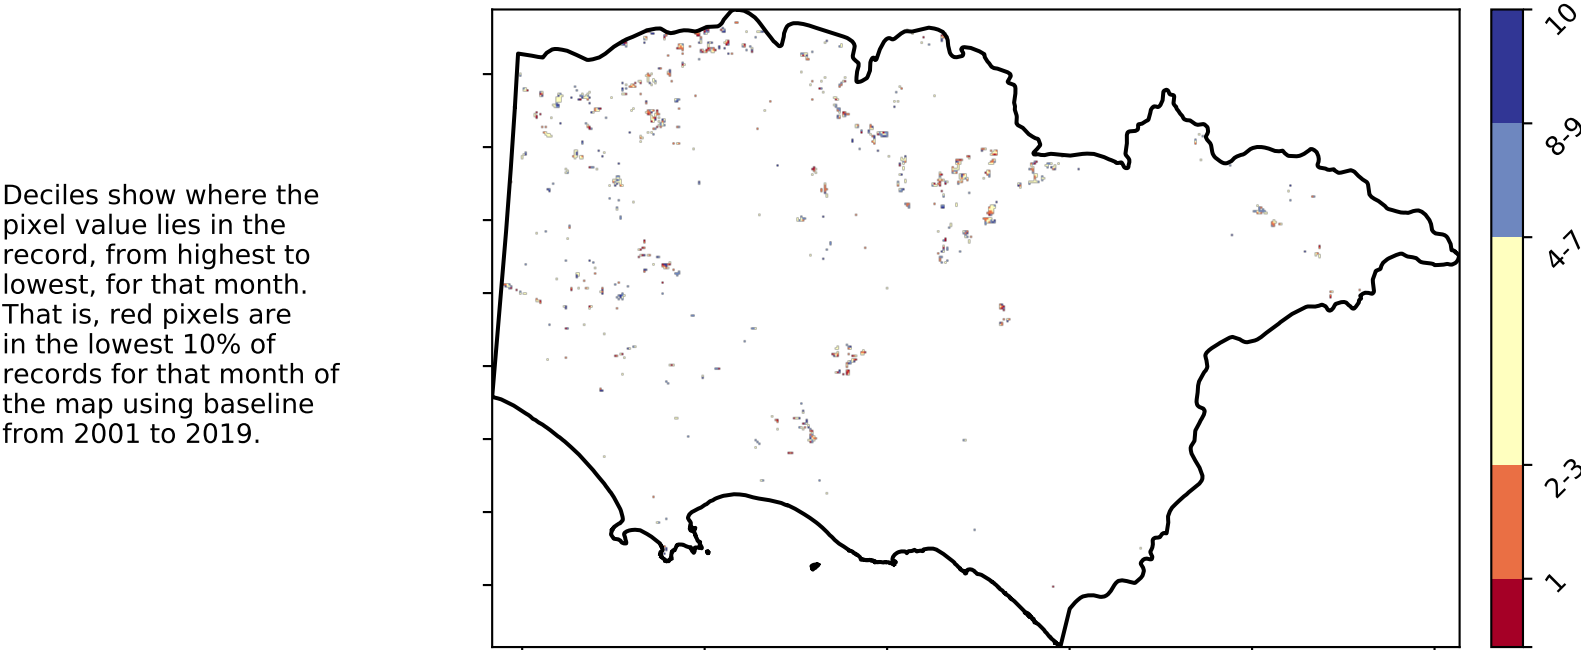 Deciles show where the
pixel value lies in the
record, from highest to
lowest, for that month.
That is, red pixels are
in the lowest 10% of
records for that month of
the map using baseline
from 2001 to 2019.
10
8-9
4-7
2-3
1